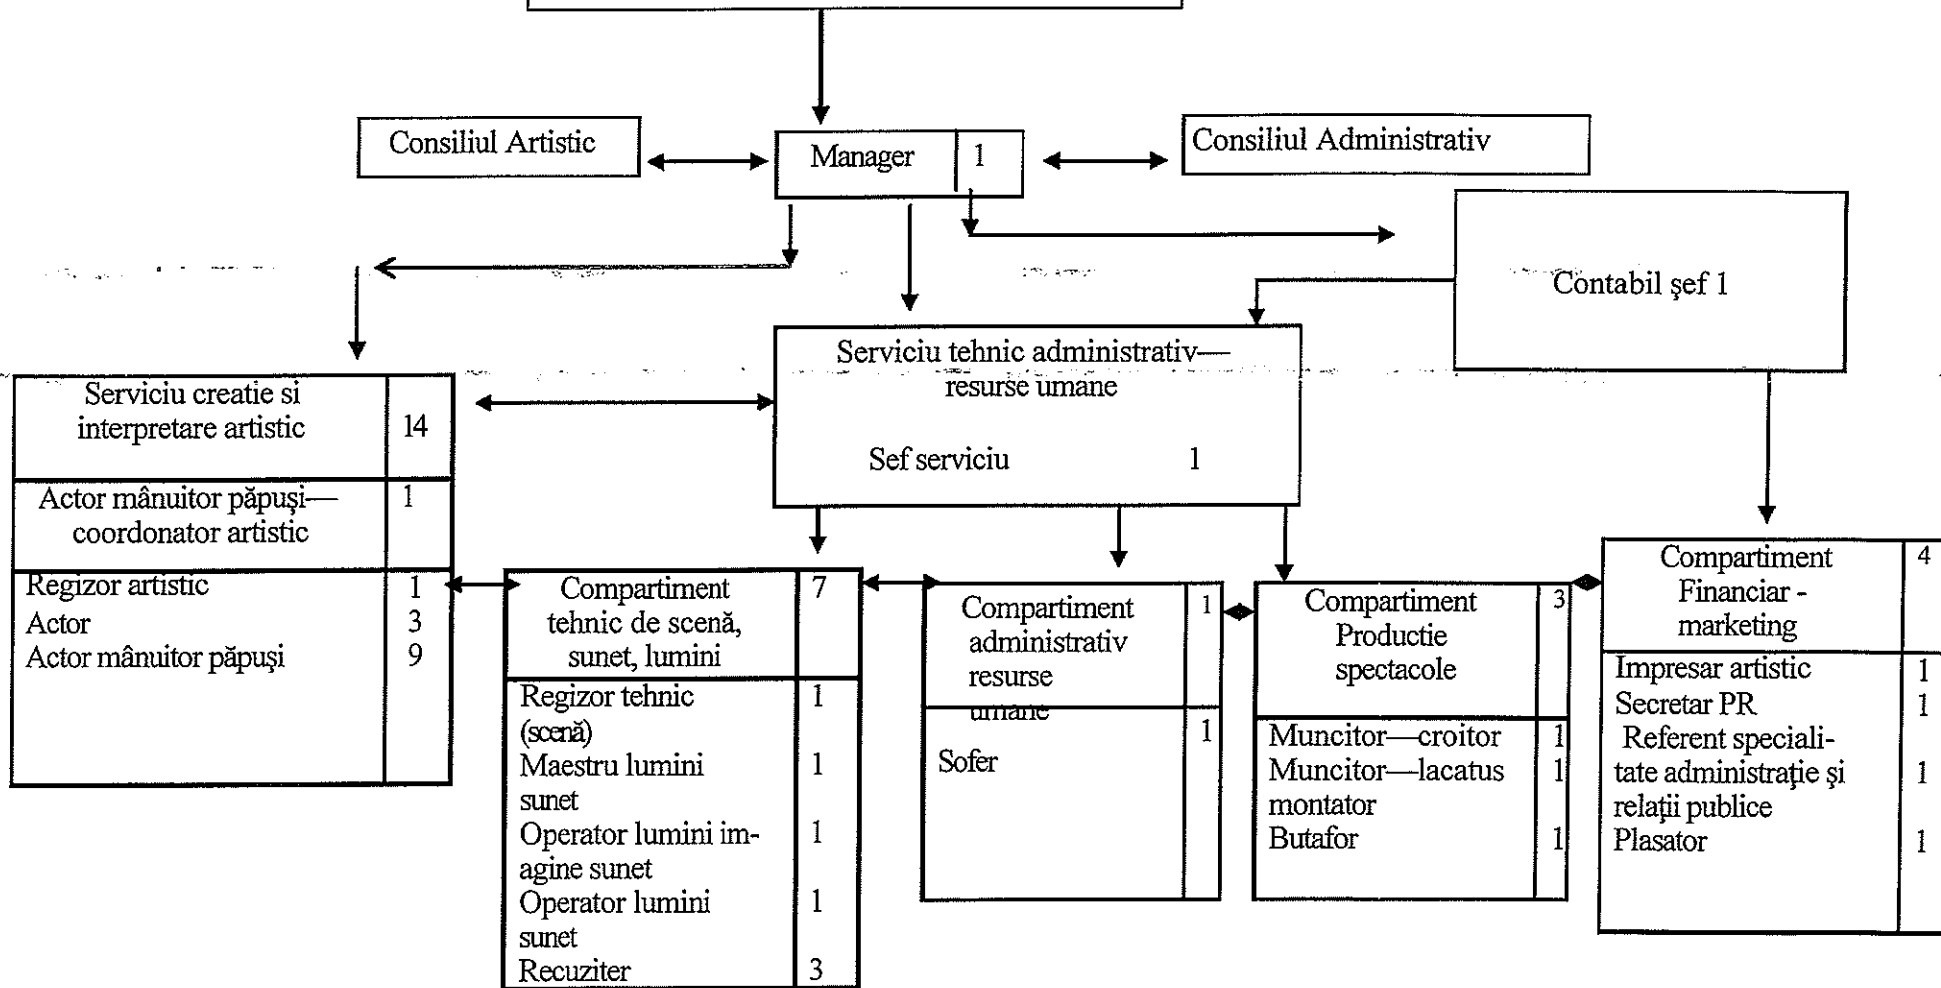 Consiliul Artistic
Manager 1
Consiliul Administrativ
Contabil şef 1
Serviciu tehnic administrativ—
resurse umane
Sef serviciu 1
Serviciu creatie si
interpretare artistic 14
Actor mânuitor păpuşi— 1
coordonator artistic
Regizor artistic 1
Actor 3
Actor mânuitor păpuşi 9
Compartiment 7
tehnic de scenă,
sunet, lumini
Regizor tehnic 1
(scenă)
Maestru lumini 1
sunet
Operator lumini im- 1
agine sunet
Operator lumini 1
sunet
Recuziter 3
Compartiment 1
administrativ
resurse
umane
Sofer 1
Compartiment 3
Productie
spectacole
Muncitor—croitor 1
Muncitor—lacatus 1
montator
Butafor 1
Compartiment 4
Financiar -
marketing
Impresar artistic 1
Secretar PR 1
Referent speciali-
tate administraţie şi 1
relaţii publice
Plasator 1